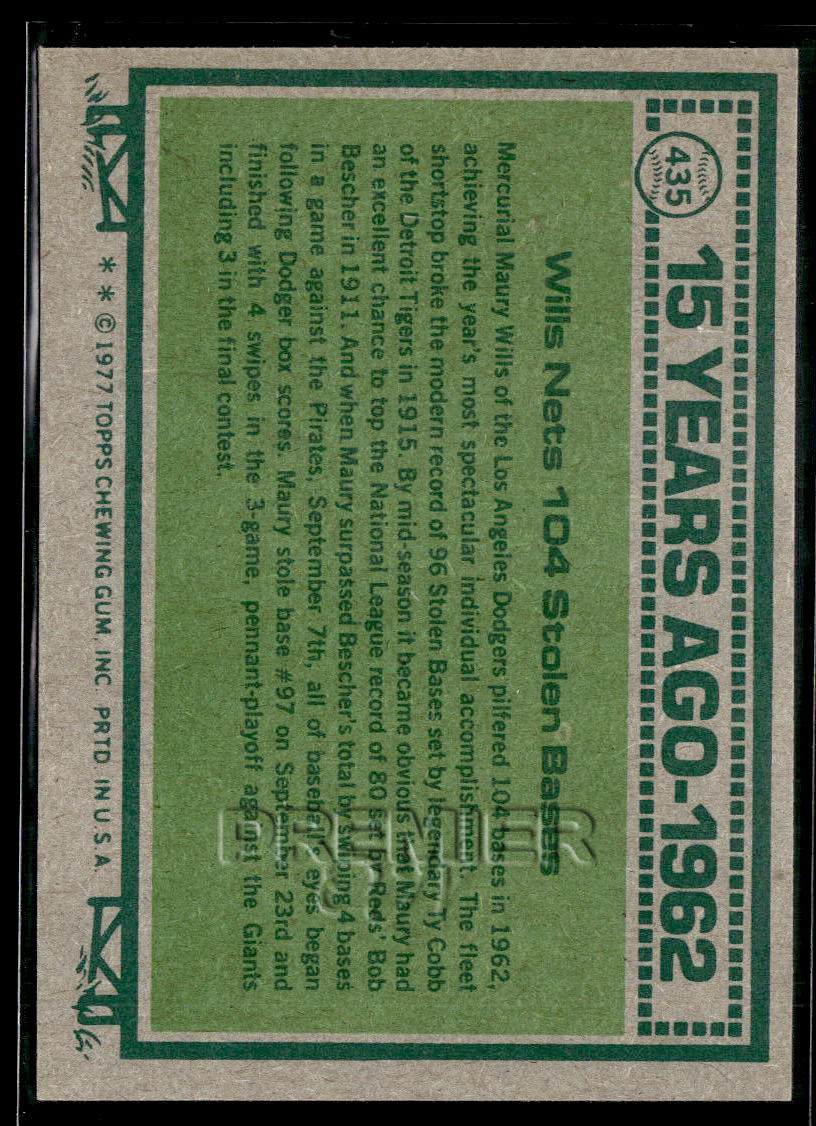 435
15 YEARS AGO-1962
Wills Nets 104 Stolen Bases
Mercurial Maury Wills of the Los Angeles Dodgers pilfered 104 bases in 1962,
achieving the year's most spectacular individual accomplishment. The fleet
shortstop broke the modern record of 96 Stolen Bases set by legendary Ty Cobb
of the Detroit Tigers in 1915. By mid-season it became obvious that Maury had
an excellent chance to top the National League record of 80 set by Reds' Bob
Bescher in 1911. And when Maury surpassed Bescher's total by swiping 4 bases
in a game against the Pirates, September 7th, all of baseball's eyes began
following Dodger box scores. Maury stole base #97 on September 23rd and
finished with 4 swipes in the 3-game, pennant-playoff against the Giants
including 3 in the final contest.
* * © 1977 TOPPS CHEWING GUM, INC. PRTD. IN U.S.A.
PREMIER